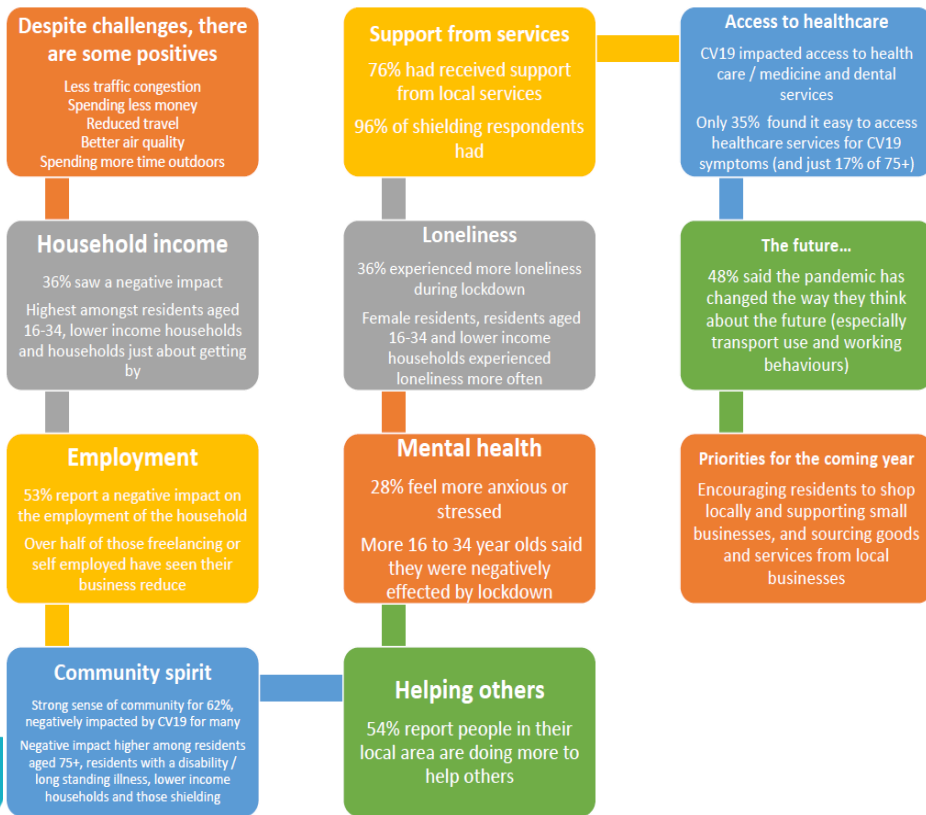 Despite challenges, there
are some positives
Less traffic congestion
Spending less money
Reduced travel
Better air quality
Spending more time outdoors
Household income
36% saw a negative impact
Highest amongst residents aged
16-34, lower income households
and households just about getting
by
Employment
53% report a negative impact on
the employment of the household
Over half of those freelancing or
self employed have seen their
business reduce
Community spirit
Strong sense of community for 62%,
negatively impacted by CV19 for many
Negative impact higher among residents
aged 75+, residents with a disability /
long standing illness, lower income
households and those shielding
Helping others
54% report people in their
local area are doing more to
help others
Mental health
28% feel more anxious or
stressed
More 16 to 34 year olds said
they were negatively
effected by lockdown
Loneliness
36% experienced more loneliness
during lockdown
Female residents, residents aged
16-34 and lower income
households experienced
loneliness more often
Support from services
76% had received support
from local services
96% of shielding respondents
had
Access to healthcare
CV19 impacted access to health
care / medicine and dental
services
Only 35% found it easy to access
healthcare services for CV19
symptoms (and just 17% of 75+)
The future...
48% said the pandemic has
changed the way they think
about the future (especially
transport use and working
behaviours)
Priorities for the coming year
Encouraging residents to shop
locally and supporting small
businesses, and sourcing goods
and services from local
businesses